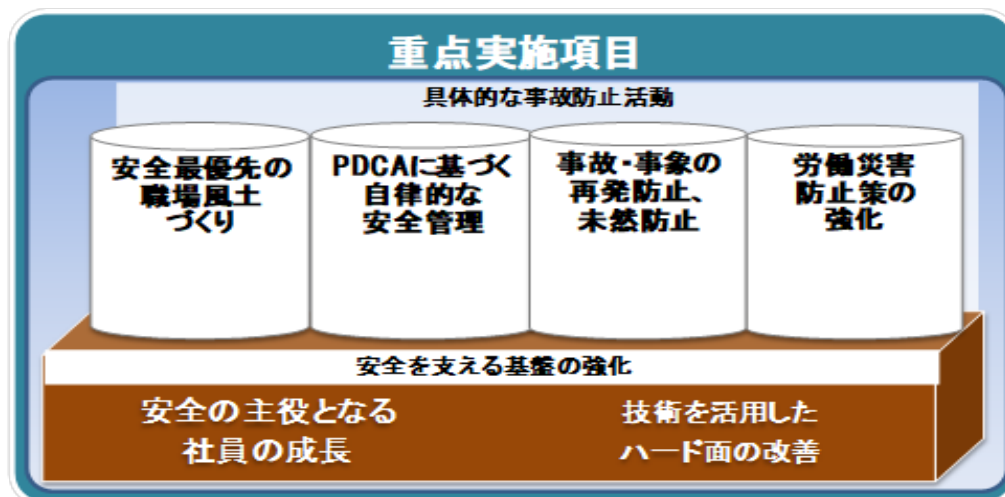 重点実施項目
具体的な事故防止活動
安全最優先の
職場風土
づくり
PDCAに基づく
自律的な
安全管理
事故・事象の
再発防止、
未然防止
労働災害
防止策の
強化
安全を支える基盤の強化
安全の主役となる
社員の成長
技術を活用した
ハード面の改善